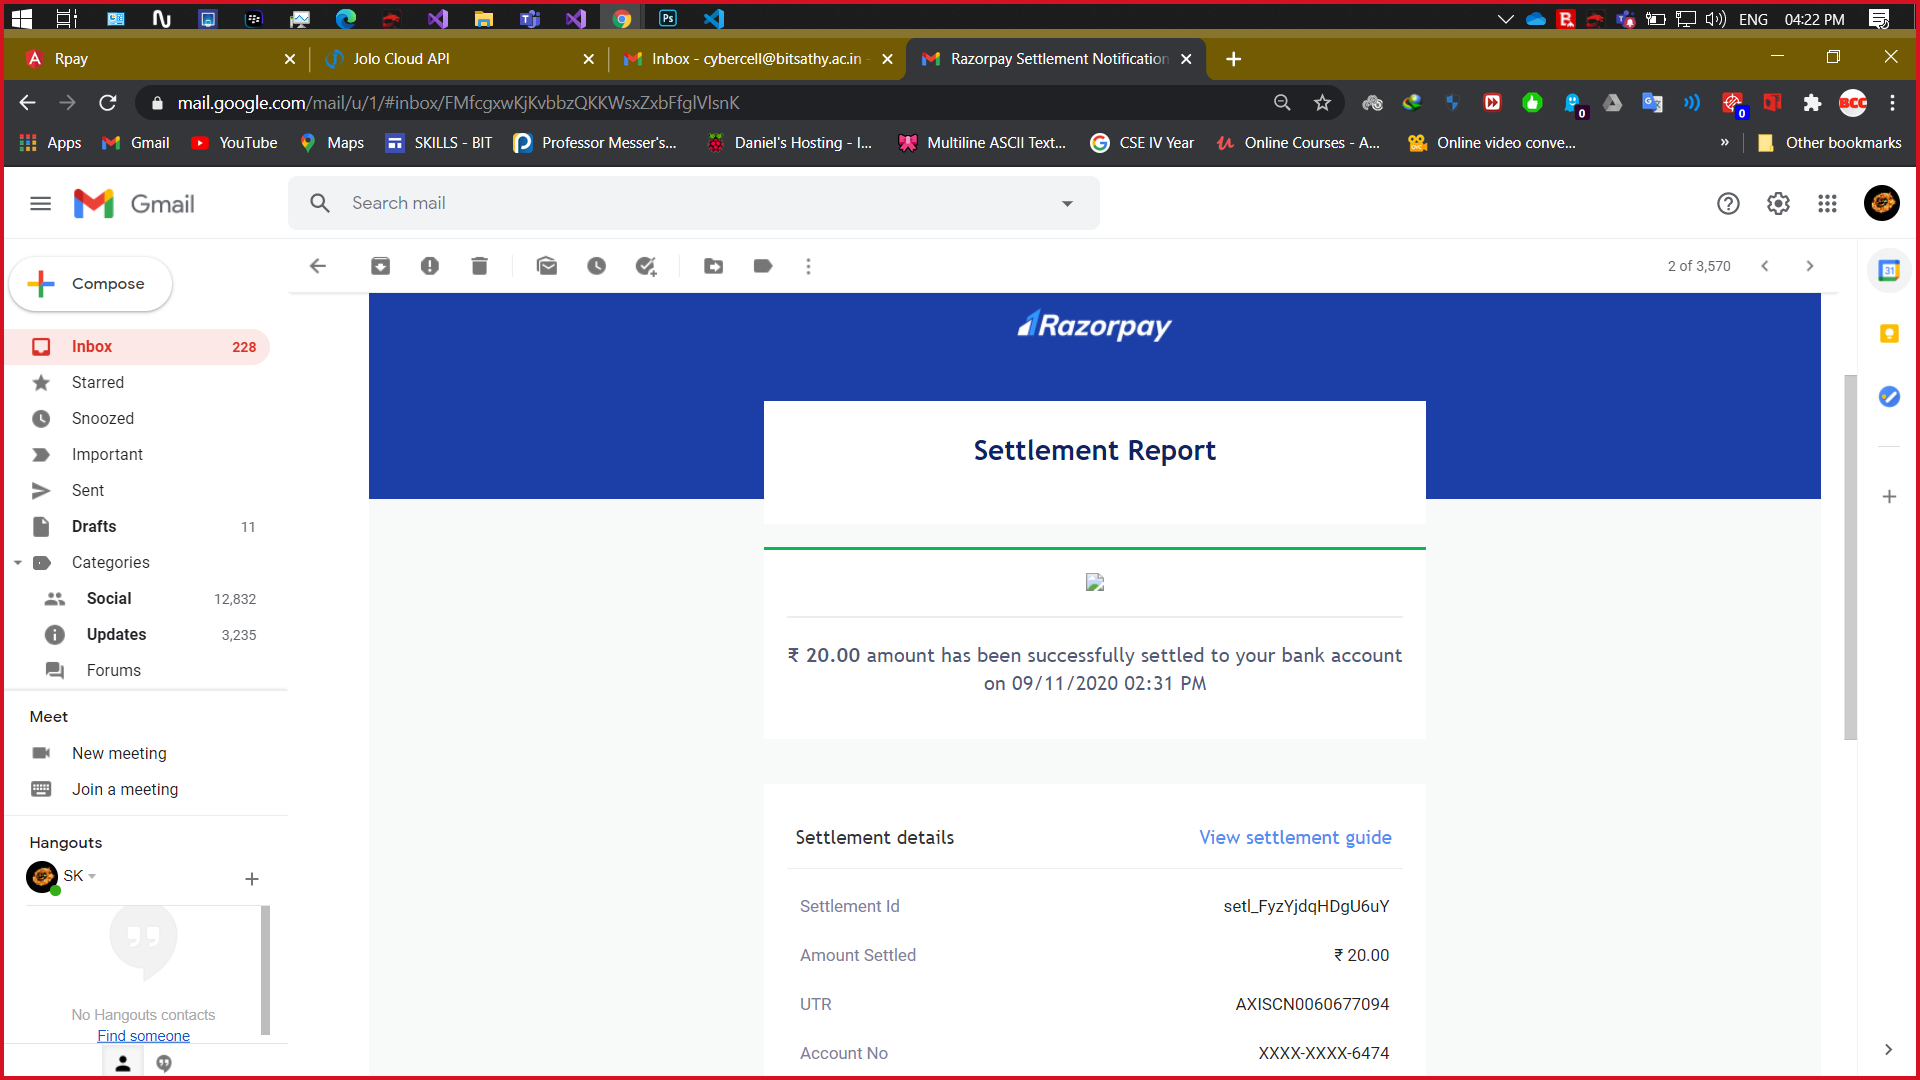 ENG 04:22 PM
Rpay
Jolo Cloud API
Inbox - cybercell@bitsathy.ac.in -
Razorpay Settlement Notification
mail.google.com/mail/u/1/#inbox/FMfcgxwKjKvbbzQKKWsxZxbFfglVlsnK
0
0
BCC
Apps
Gmail
YouTube
Maps
SKILLS - BIT
Professor Messer's...
Daniel's Hosting - I...
Multiline ASCII Text...
CSE IV Year
Online Courses - A...
Online video conve...
»
Other bookmarks
Gmail
Search mail
Compose
2 of 3,570
31
Inbox 228
Starred
Snoozed
Important
Sent
Drafts 11
Categories
Social 12,832
Updates 3,235
Forums
Meet
New meeting
Join a meeting
Hangouts
SK
No Hangouts contacts
Find someone
Razorpay
Settlement Report
₹ 20.00 amount has been successfully settled to your bank account
on 09/11/2020 02:31 PM
Settlement details View settlement guide
Settlement Id setl_FyzYjdqHDgU6uY
Amount Settled ₹ 20.00
UTR AXISCN0060677094
Account No XXXX-XXXX-6474